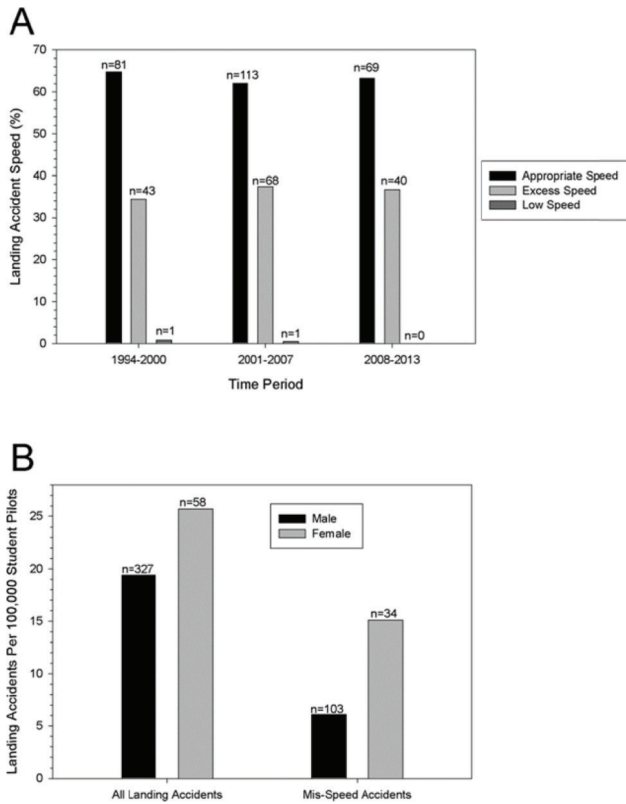 A
70
60
50
40
30
20
10
0
Landing Accident Speed (%)
n=81
n=43
n=1
n=113
n=68
n=1
n=69
n=40
n=0
1994-2000
2001-2007
2008-2013
Time Period
Appropriate Speed
Excess Speed
Low Speed
B
25
20
15
10
5
0
Landing Accidents Per 100,000 Student Pilots
n=327
n=58
n=103
n=34
Male
Female
All Landing Accidents
Mis-Speed Accidents